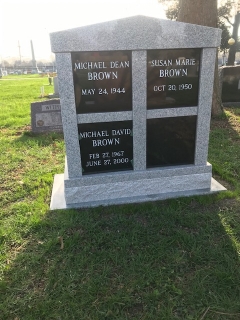 MICHAEL DEAN
BROWN
MAY 24, 1944
SUSAN MARIE
BROWN
OCT 20, 1950
MICHAEL DAVID
BROWN
FEB 27, 1967
JUNE 27, 2000